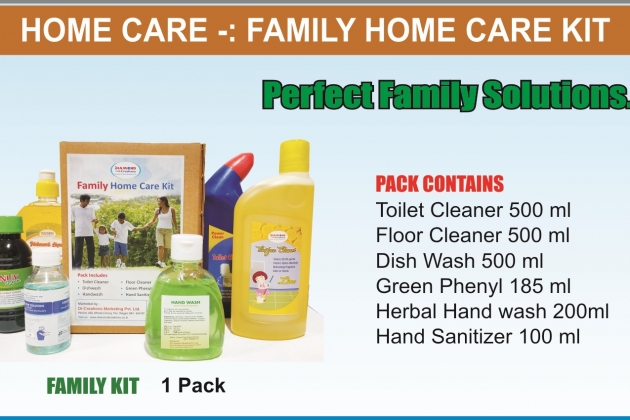 HOME CARE -: FAMILY HOME CARE KIT
Perfect Family Solutions.
Family Home Care Kit
Pack Includes
Toilet Cleaner
Dishwash
Handwash
Floor Cleaner
Green Phenyl
Hand Sanitizer
HAND WASH
PACK CONTAINS
Toilet Cleaner 500 ml
Floor Cleaner 500 ml
Dish Wash 500 ml
Green Phenyl 185 ml
Herbal Hand wash 200ml
Hand Sanitizer 100 ml
FAMILY KIT 1 Pack